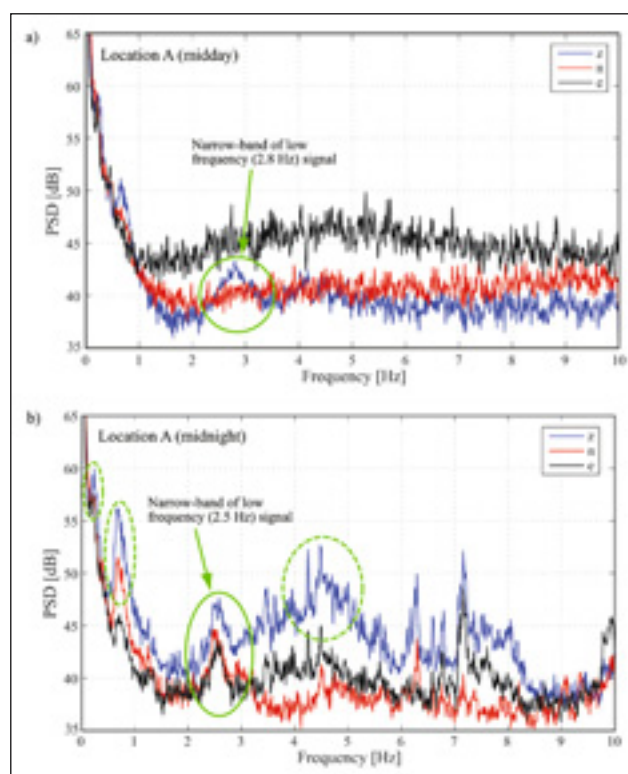 a)
Location A (midday)
z
n
e
Narrow-band of low
frequency (2.8 Hz) signal
PSD [dB]
65
60
55
50
45
40
35
0 1 2 3 4 5 6 7 8 9 10
Frequency [Hz]
b)
Location A (midnight)
z
n
e
Narrow-band of low
frequency (2.5 Hz) signal
PSD [dB]
65
60
55
50
45
40
35
0 1 2 3 4 5 6 7 8 9 10
Frequency [Hz]